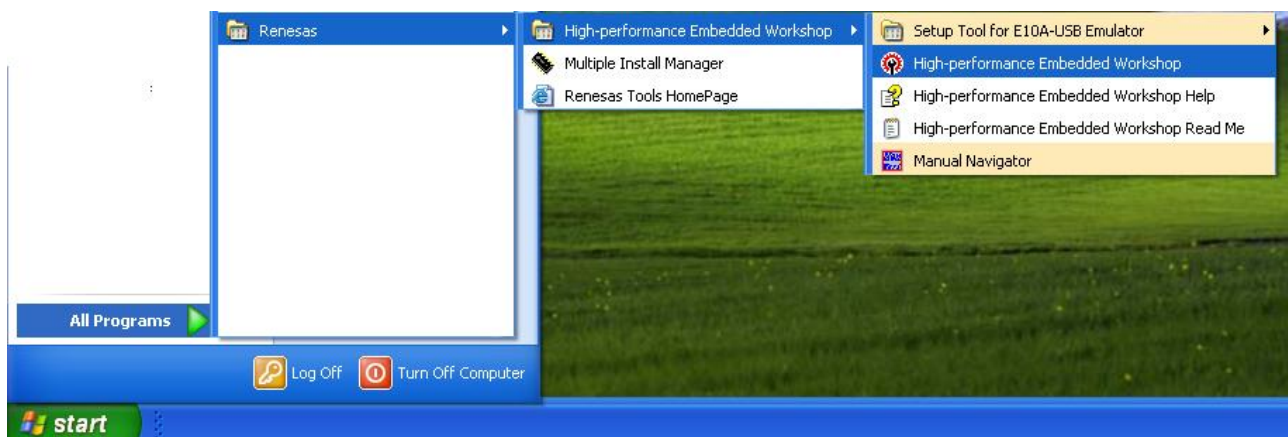 Renesas
High-performance Embedded Workshop
Setup Tool for E10A-USB Emulator
Multiple Install Manager
High-performance Embedded Workshop
Renesas Tools HomePage
High-performance Embedded Workshop Help
High-performance Embedded Workshop Read Me
Manual Navigator
All Programs
Log Off
Turn Off Computer
start